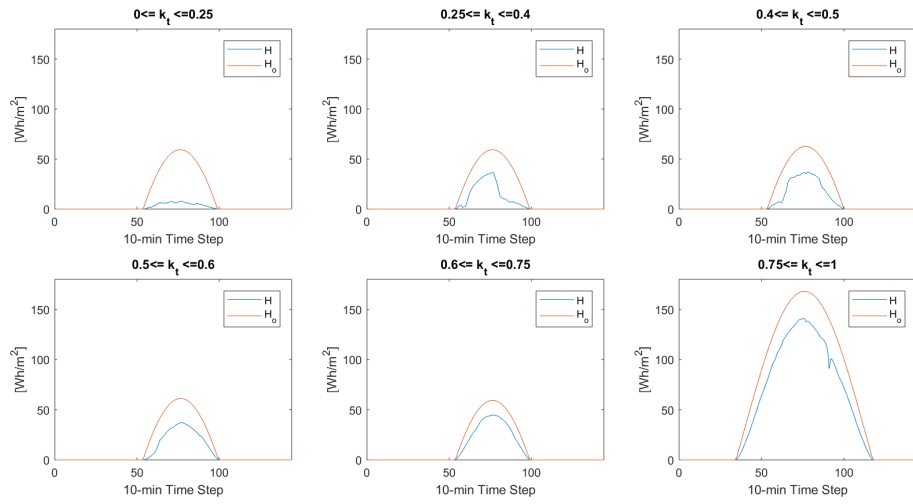 0<= k_t <=0.25
H
H_o
150
100
50
0
[Wh/m^2]
0 50 100
10-min Time Step
0.25<= k_t <=0.4
H
H_o
150
100
50
0
[Wh/m^2]
0 50 100
10-min Time Step
0.4<= k_t <=0.5
H
H_o
150
100
50
0
[Wh/m^2]
0 50 100
10-min Time Step
0.5<= k_t <=0.6
H
H_o
150
100
50
0
[Wh/m^2]
0 50 100
10-min Time Step
0.6<= k_t <=0.75
H
H_o
150
100
50
0
[Wh/m^2]
0 50 100
10-min Time Step
0.75<= k_t <=1
H
H_o
150
100
50
0
[Wh/m^2]
0 50 100
10-min Time Step